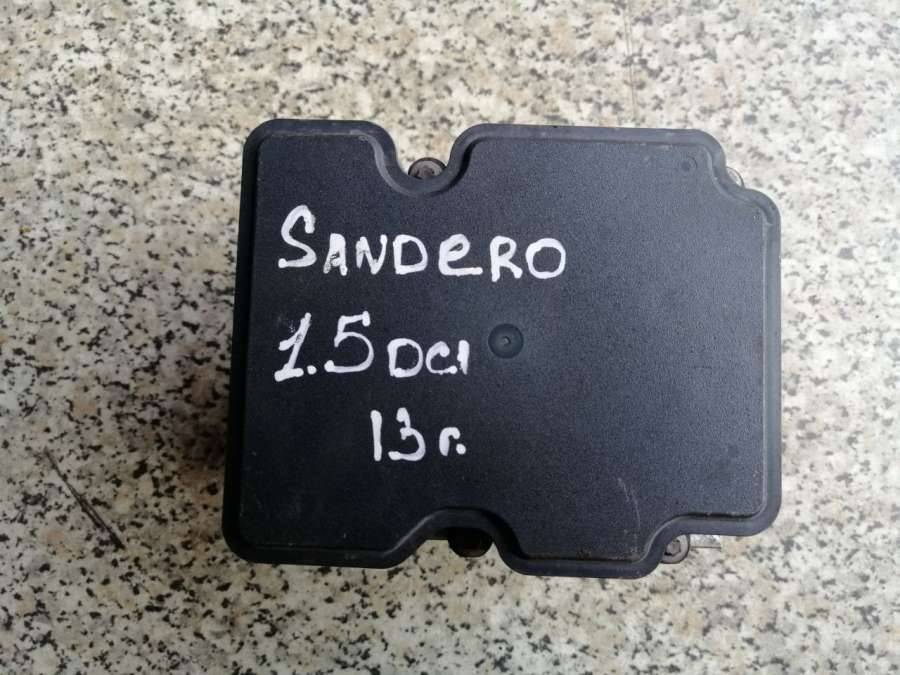 SANDeRO
1.5 DCI
13 г.